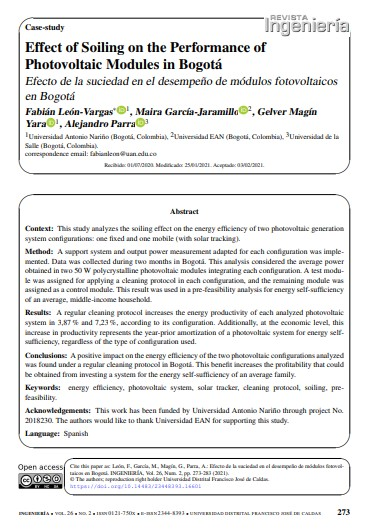 REVISTA
Ingeniería
Case-study
Effect of Soiling on the Performance of
Photovoltaic Modules in Bogotá
Efecto de la suciedad en el desempeño de módulos fotovoltaicos
en Bogotá
Fabián León-Vargas*iD1, Maira García-JaramilloiD2, Gelver Magín
YaraiD1, Alejandro ParraiD3
1Universidad Antonio Nariño (Bogotá, Colombia), 2Universidad EAN (Bogotá, Colombia), 3Universidad de la
Salle (Bogotá, Colombia).
correspondence email: fabianleon@uan.edu.co
Recibido: 01/07/2020. Modificado: 25/01/2021. Aceptado: 03/02/2021.
Abstract
Context: This study analyzes the soiling effect on the energy efficiency of two photovoltaic generation
system configurations: one fixed and one mobile (with solar tracking).
Method: A support system and output power measurement adapted for each configuration was imple-
mented. Data was collected during two months in Bogotá. This analysis considered the average power
obtained in two 50 W polycrystalline photovoltaic modules integrating each configuration. A test modu-
le was assigned for applying a cleaning protocol in each configuration, and the remaining module was
assigned as a control module. This result was used in a pre-feasibility analysis for energy self-sufficiency
of an average, middle-income household.
Results: A regular cleaning protocol increases the energy productivity of each analyzed photovoltaic
system in 3,87 % and 7,23 %, according to its configuration. Additionally, at the economic level, this
increase in productivity represents the year-prior amortization of a photovoltaic system for energy self-
sufficiency, regardless of the type of configuration used.
Conclusions: A positive impact on the energy efficiency of the two photovoltaic configurations analyzed
was found under a regular cleaning protocol in Bogotá. This benefit increases the profitability that could
be obtained from investing a system for the energy self-sufficiency of an average family.
Keywords: energy efficiency, photovoltaic system, solar tracker, cleaning protocol, soiling, pre-
feasibility.
Acknowledgements: This work has been funded by Universidad Antonio Nariño through project No.
2018230. The authors would like to thank Universidad EAN for supporting this study.
Language: Spanish
Open access
CC BY NC SA
Cite this paper as: León, F., García, M., Magín, G., Parra, A.: Efecto de la suciedad en el desempeño de módulos fotovol-
taicos en Bogotá. INGENIERÍA, Vol. 26, Num. 2, pp. 273-283 (2021).
© The authors; reproduction right holder Universidad Distrital Francisco José de Caldas.
https://doi.org/10.14483/23448393.16601
INGENIERÍA • VOL. 26 • NO. 2 • ISSN 0121-750X • E-ISSN 2344-8393 • UNIVERSIDAD DISTRITAL FRANCISCO JOSÉ DE CALDAS 273